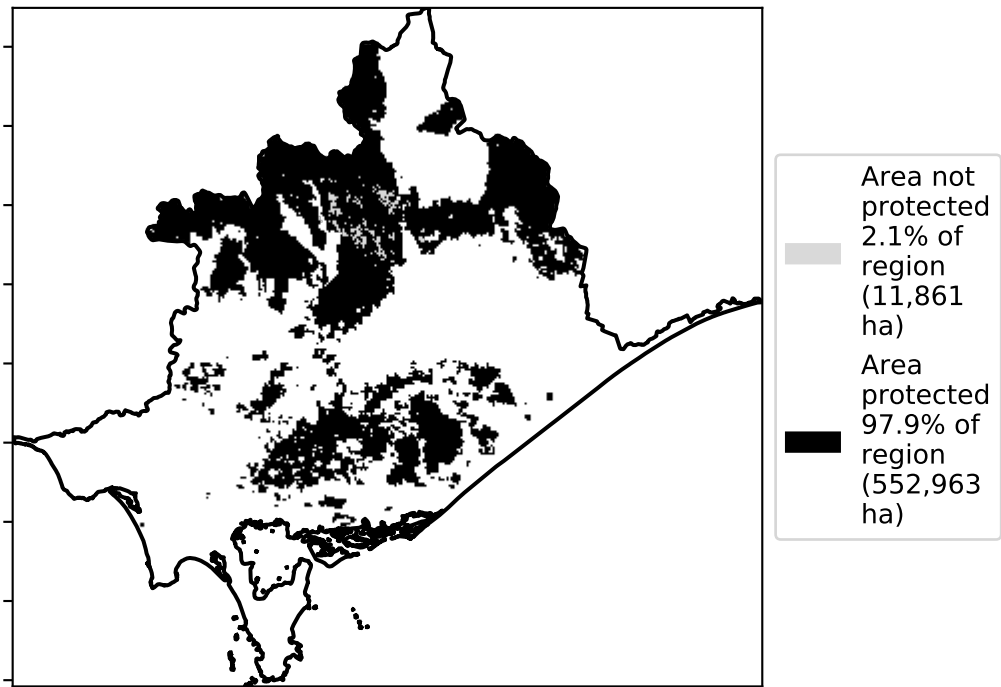 Area not
protected
2.1% of
region
(11,861
ha)
Area
protected
97.9% of
region
(552,963
ha)